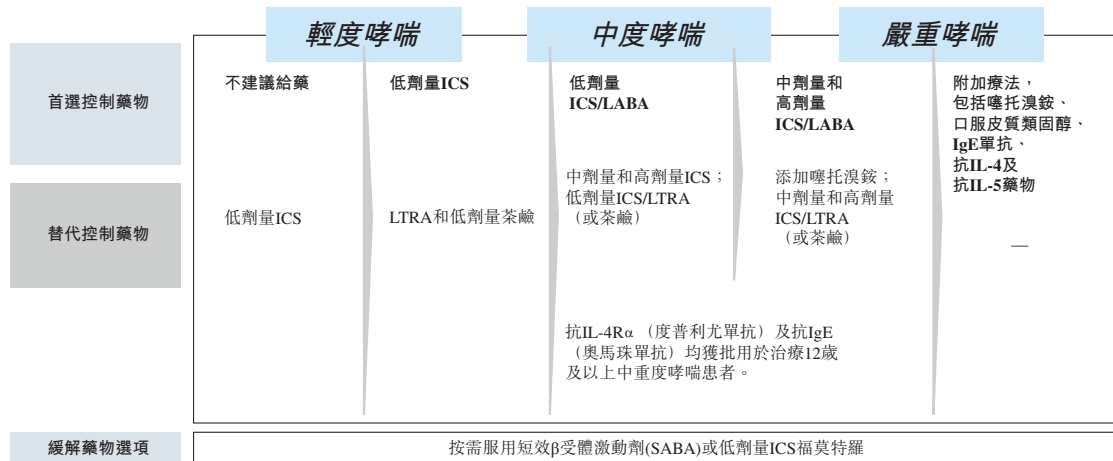 輕度哮喘
中度哮喘
嚴重哮喘
首選控制藥物
不建議給藥
低劑量ICS
低劑量
ICS/LABA
中劑量和
高劑量
ICS/LABA
附加療法，
包括噻托溴銨、
口服皮質類固醇、
IgE單抗、
抗IL-4及
抗IL-5藥物
替代控制藥物
低劑量ICS
LTRA和低劑量茶鹼
中劑量和高劑量ICS；
低劑量ICS/LTRA
（或茶鹼）
添加噻托溴銨；
中劑量和高劑量
ICS/LTRA
（或茶鹼）
—
抗IL-4Rα（度普利尤單抗）及抗IgE
（奧馬珠單抗）均獲批用於治療12歲
及以上中重度哮喘患者。
緩解藥物選項
按需服用短效β受體激動劑(SABA)或低劑量ICS福莫特羅